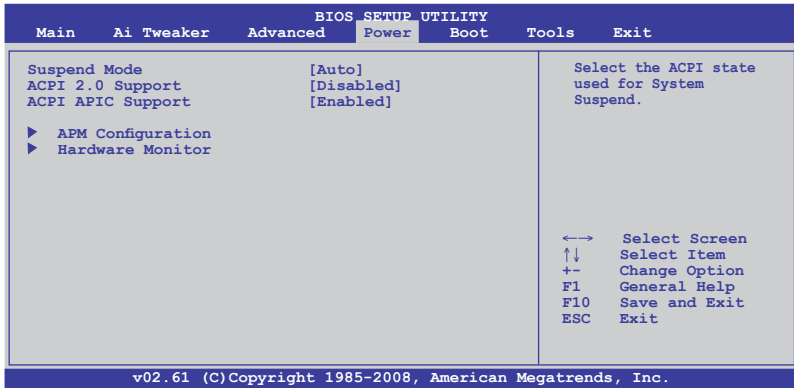 BIOS SETUP UTILITY
Main Ai Tweaker Advanced Power Boot Tools Exit
Suspend Mode [Auto]
ACPI 2.0 Support [Disabled]
ACPI APIC Support [Enabled]
▶ APM Configuration
▶ Hardware Monitor
Select the ACPI state
used for System
Suspend.
←→ Select Screen
↑↓ Select Item
+- Change Option
F1 General Help
F10 Save and Exit
ESC Exit
v02.61 (C)Copyright 1985-2008, American Megatrends, Inc.